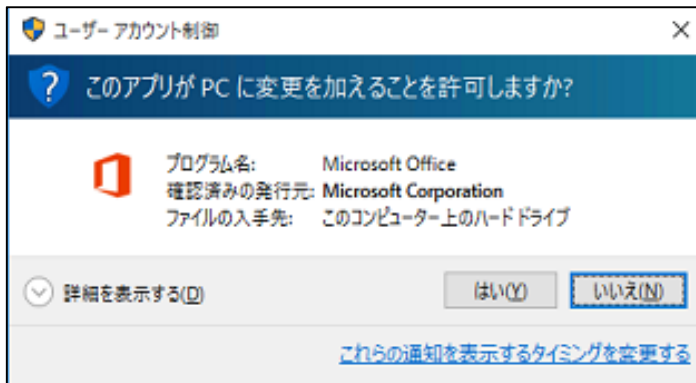 ユーザー アカウント制御
このアプリが PC に変更を加えることを許可しますか?
プログラム名: Microsoft Office
確認済みの発行元: Microsoft Corporation
ファイルの入手先: このコンピューター上のハード ドライブ
詳細を表示する(D)
はい(Y) いいえ(N)
これらの通知を表示するタイミングを変更する